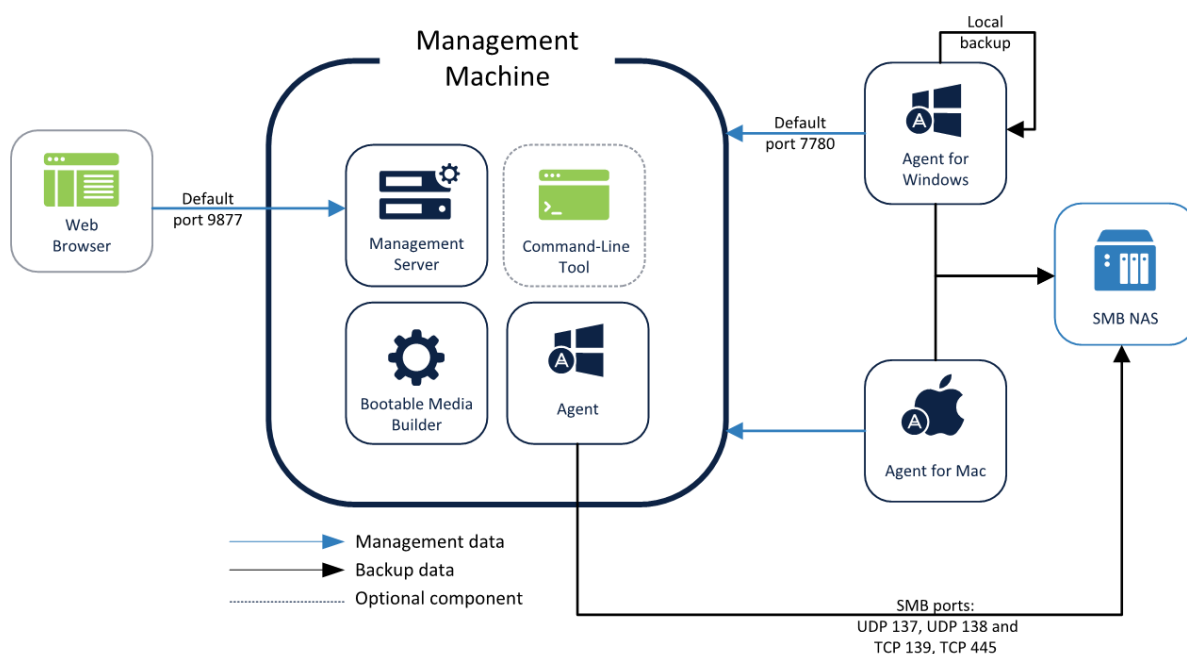 Management
Machine
Local
backup
Default
port 7780
Agent for
Windows
Web
Browser
Default
port 9877
Management
Server
Command-Line
Tool
SMB NAS
Bootable Media
Builder
Agent
Agent for Mac
Management data
Backup data
Optional component
SMB ports:
UDP 137, UDP 138 and
TCP 139, TCP 445